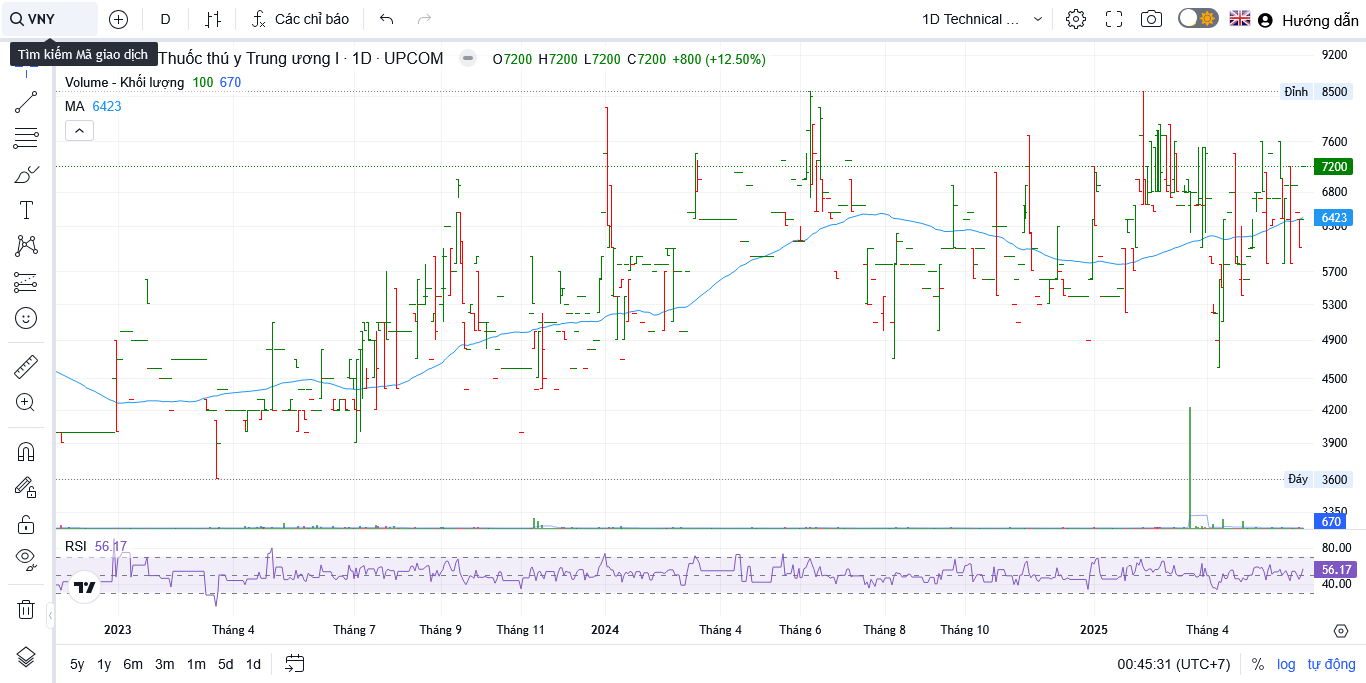 VNY
D
Các chỉ báo
1D Technical ...
Hướng dẫn
Tìm kiếm Mã giao dịch
Thuốc thú y Trung ương I · 1D · UPCOM
O7200 H7200 L7200 C7200 +800 (+12.50%)
Volume - Khối lượng 100 670
MA 6423
9200
Đỉnh 8500
7600
7200
6800
6423
6300
5700
5300
4900
4500
4200
3900
Đáy 3600
3350
670
RSI 56.17
80.00
56.17
40.00
2023 Tháng 4 Tháng 7 Tháng 9 Tháng 11 2024 Tháng 4 Tháng 6 Tháng 8 Tháng 10 2025 Tháng 4
5y 1y 6m 3m 1m 5d 1d
00:45:31 (UTC+7) % log tự động